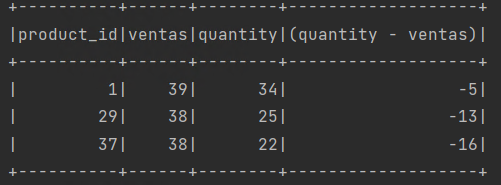 +----------+------+--------+-------------------+
|product_id|ventas|quantity|(quantity - ventas)|
+----------+------+--------+-------------------+
|         1|    39|      34|                 -5|
|        29|    38|      25|                -13|
|        37|    38|      22|                -16|
+----------+------+--------+-------------------+